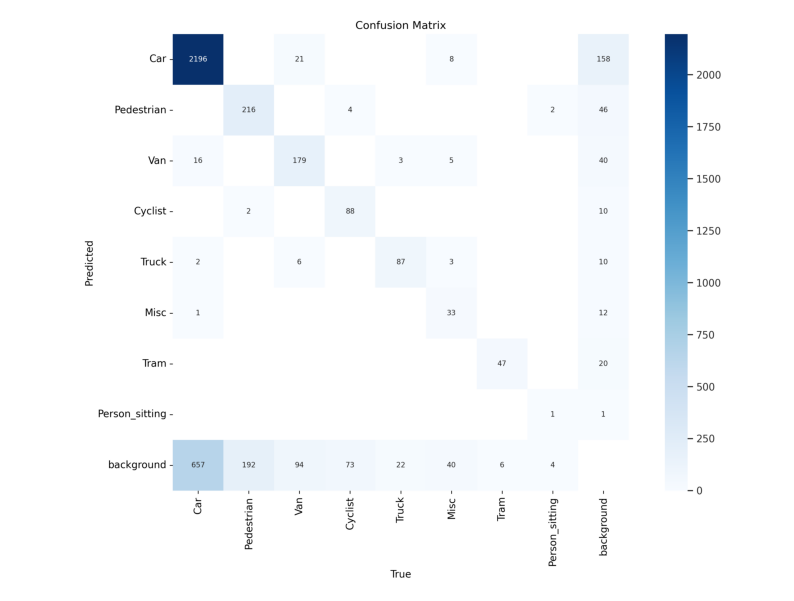 Confusion Matrix
Car 2196 21 8 158
Pedestrian 216 4 2 46
Van 16 179 3 5 40
Cyclist 2 88 10
Truck 2 6 87 3 10
Misc 1 33 12
Tram 47 20
Person_sitting 1 1
background 657 192 94 73 22 40 6 4
Car Pedestrian Van Cyclist Truck Misc Tram Person_sitting background
True
Predicted
2000
1750
1500
1250
1000
750
500
250
0